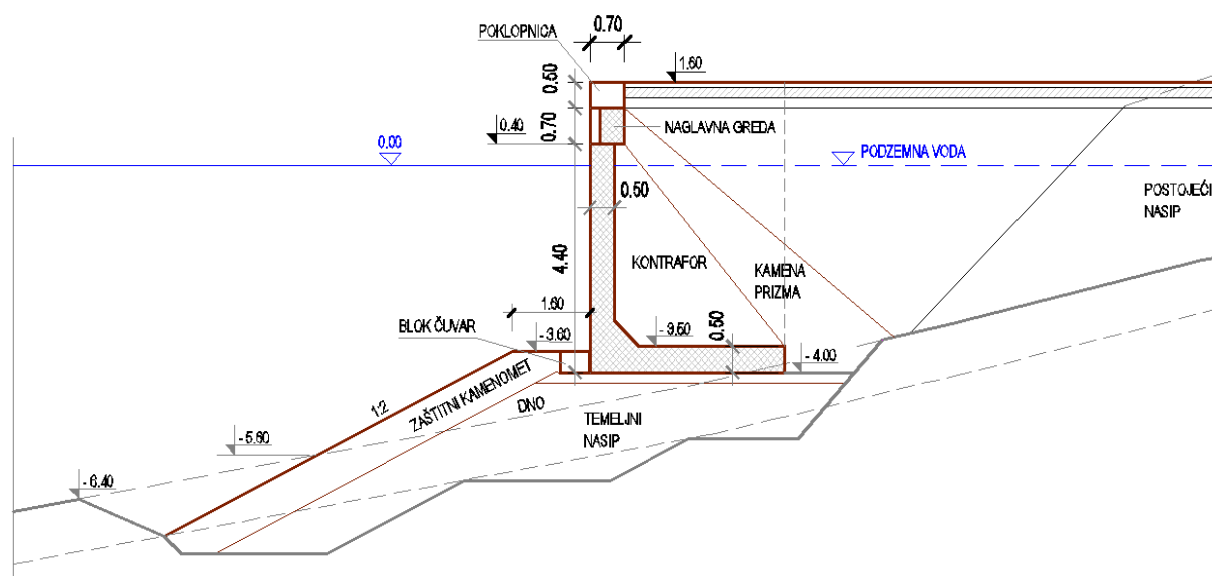 0.70
POKLOPNICA
1.60
0.50
0.70
0.40
NAGLAVNA GREDA
0.00
PODZEMNA VODA
0.50
POSTOJEĆI
NASIP
4.40
KONTRAFOR
KAMENA
PRIZMA
1.60
BLOK ČUVAR
- 3.60
- 3.50
0.50
- 4.00
1:2
ZAŠTITNI KAMENOMET
DNO
TEMELJNI
NASIP
- 5.60
- 6.40